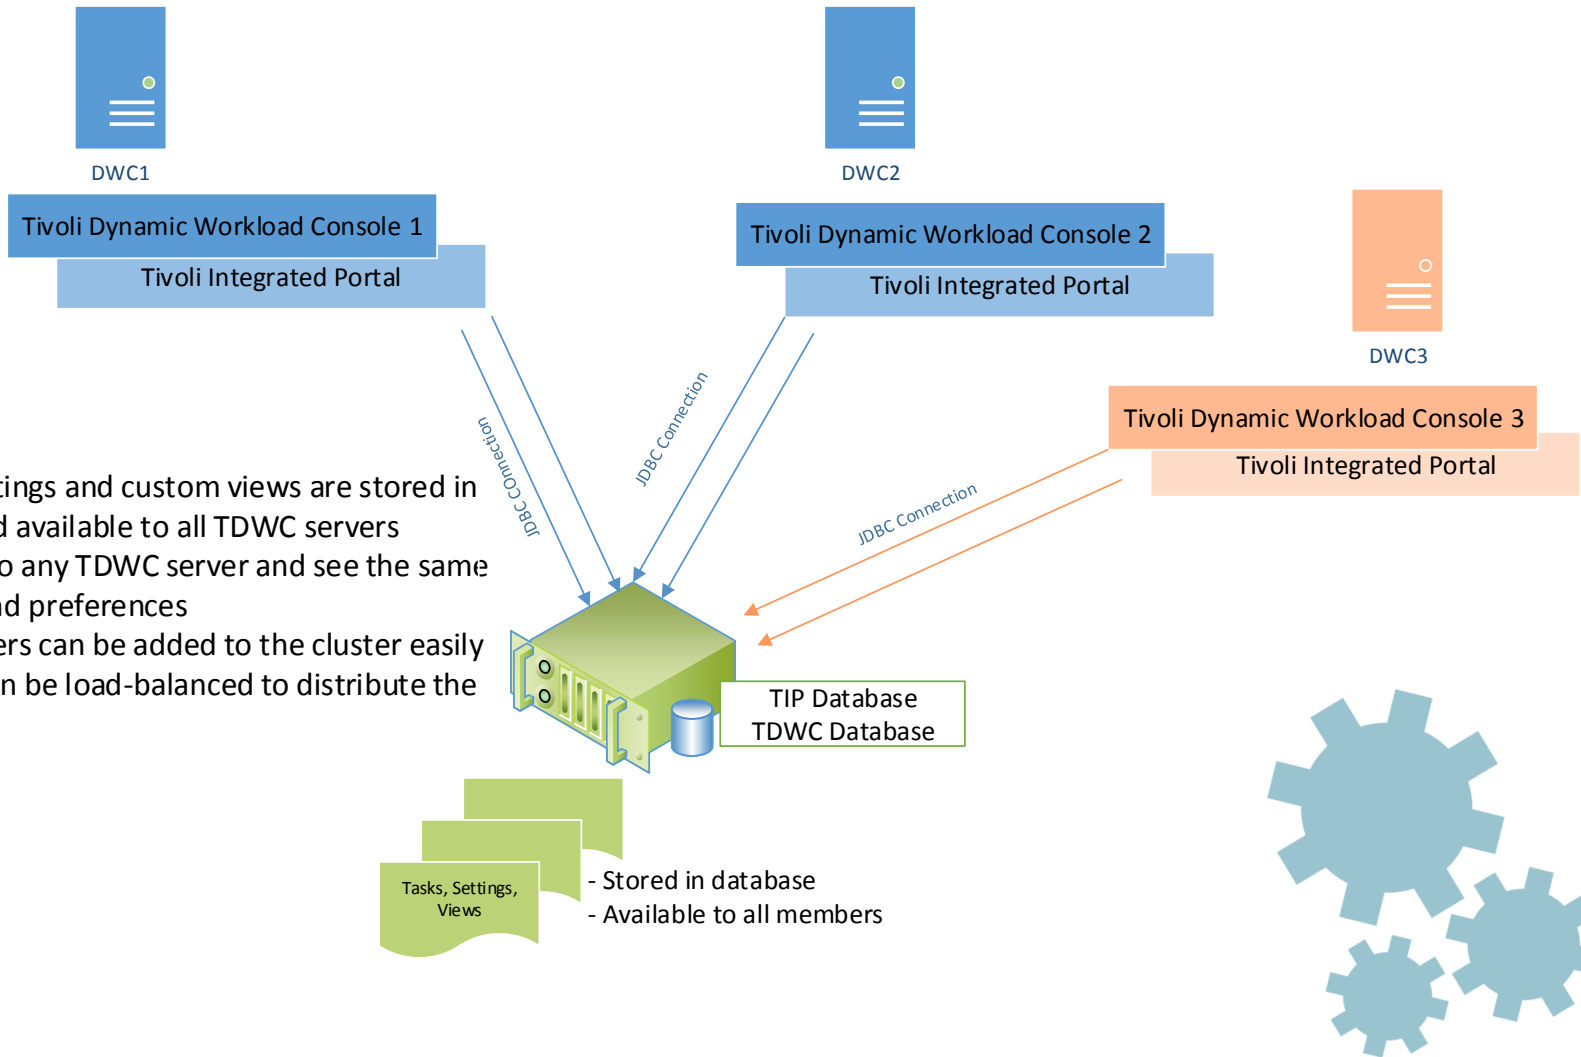 DWC1
DWC2
Tivoli Dynamic Workload Console 1
Tivoli Integrated Portal
Tivoli Dynamic Workload Console 2
Tivoli Integrated Portal
DWC3
Tivoli Dynamic Workload Console 3
Tivoli Integrated Portal
JDBC COnnection
JDBC Connection
JDBC Connection
tings and custom views are stored in
d available to all TDWC servers
o any TDWC server and see the same
nd preferences
ers can be added to the cluster easily
n be load-balanced to distribute the
TIP Database
TDWC Database
Tasks, Settings,
Views
- Stored in database
- Available to all members